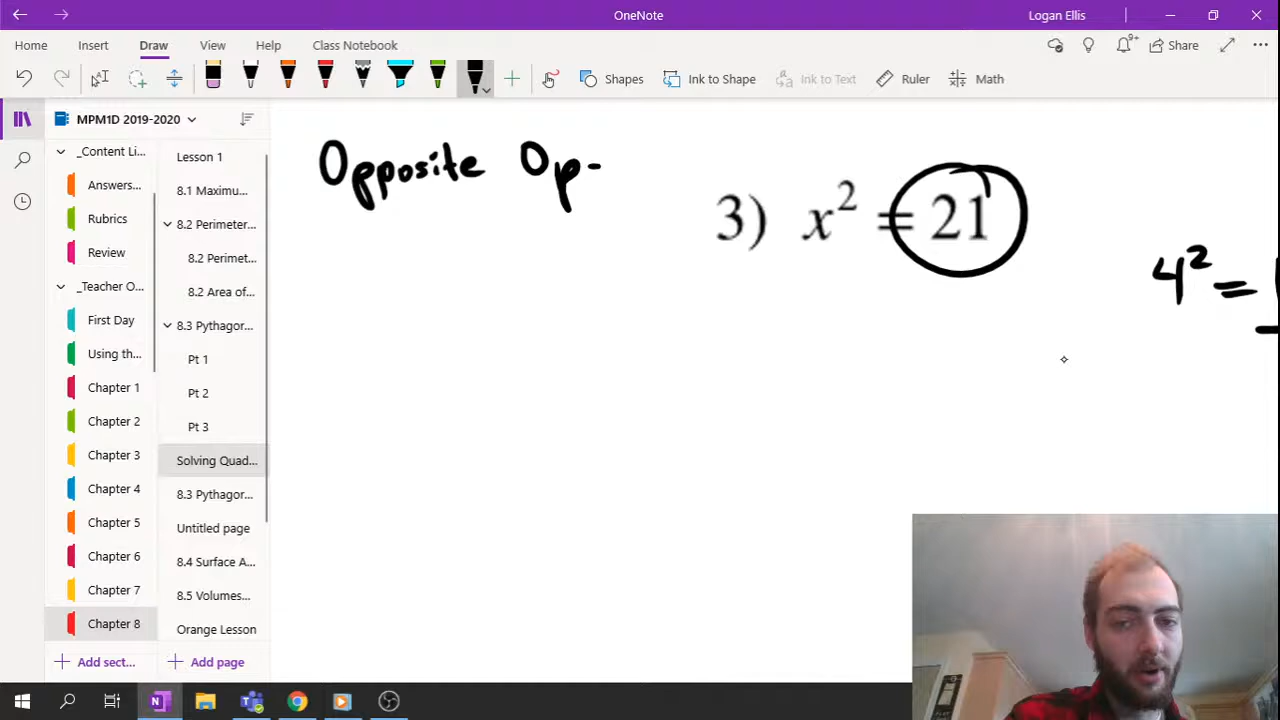 OneNote
Logan Ellis
Home Insert Draw View Help Class Notebook
9+ Share
Shapes Ink to Shape Ink to Text Ruler Math
MPM1D 2019-2020
_Content Li...
Answers...
Rubrics
Review
_Teacher O...
First Day
Using th...
Chapter 1
Chapter 2
Chapter 3
Chapter 4
Chapter 5
Chapter 6
Chapter 7
Chapter 8
Add sect...
Lesson 1
8.1 Maximu...
8.2 Perimeter...
8.2 Perimet...
8.2 Area of...
8.3 Pythagor...
Pt 1
Pt 2
Pt 3
Solving Quad...
8.3 Pythagor...
Untitled page
8.4 Surface A...
8.5 Volumes...
Orange Lesson
Add page
Opposite Op-
3) x² = 21
4² =